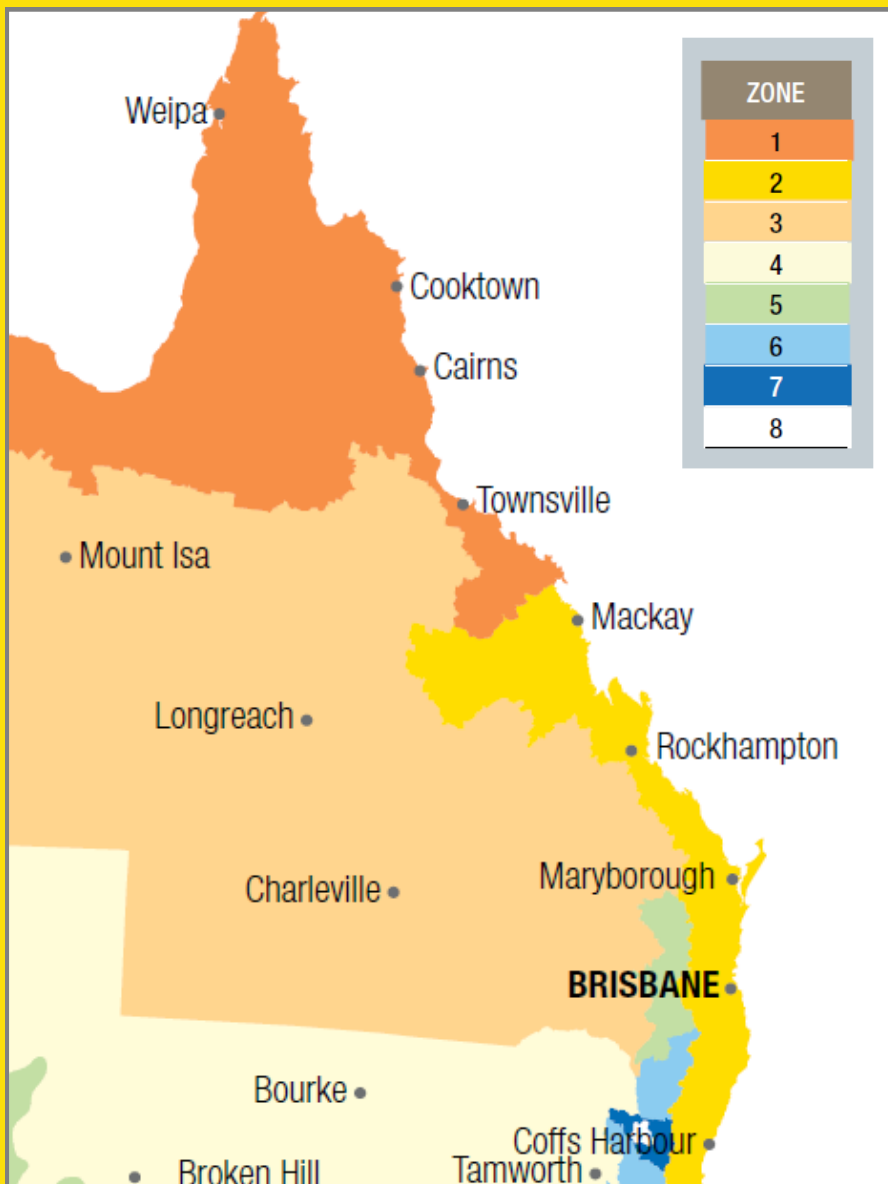 ZONE
1
2
3
4
5
6
7
8
Weipa
Cooktown
Cairns
Townsville
Mount Isa
Mackay
Longreach
Rockhampton
Maryborough
Charleville
BRISBANE
Bourke
Coffs Harbour
Tamworth
Broken Hill